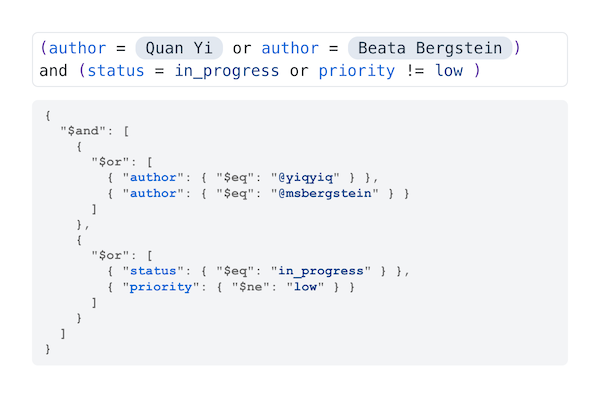 (author = Quan Yi or author = Beata Bergstein)
and (status = in_progress or priority != low )
{
  "$and": [
    {
      "$or": [
        { "author": { "$eq": "@yiqyiq" } },
        { "author": { "$eq": "@msbergstein" } }
      ]
    },
    {
      "$or": [
        { "status": { "$eq": "in_progress" } },
        { "priority": { "$ne": "low" } }
      ]
    }
  ]
}